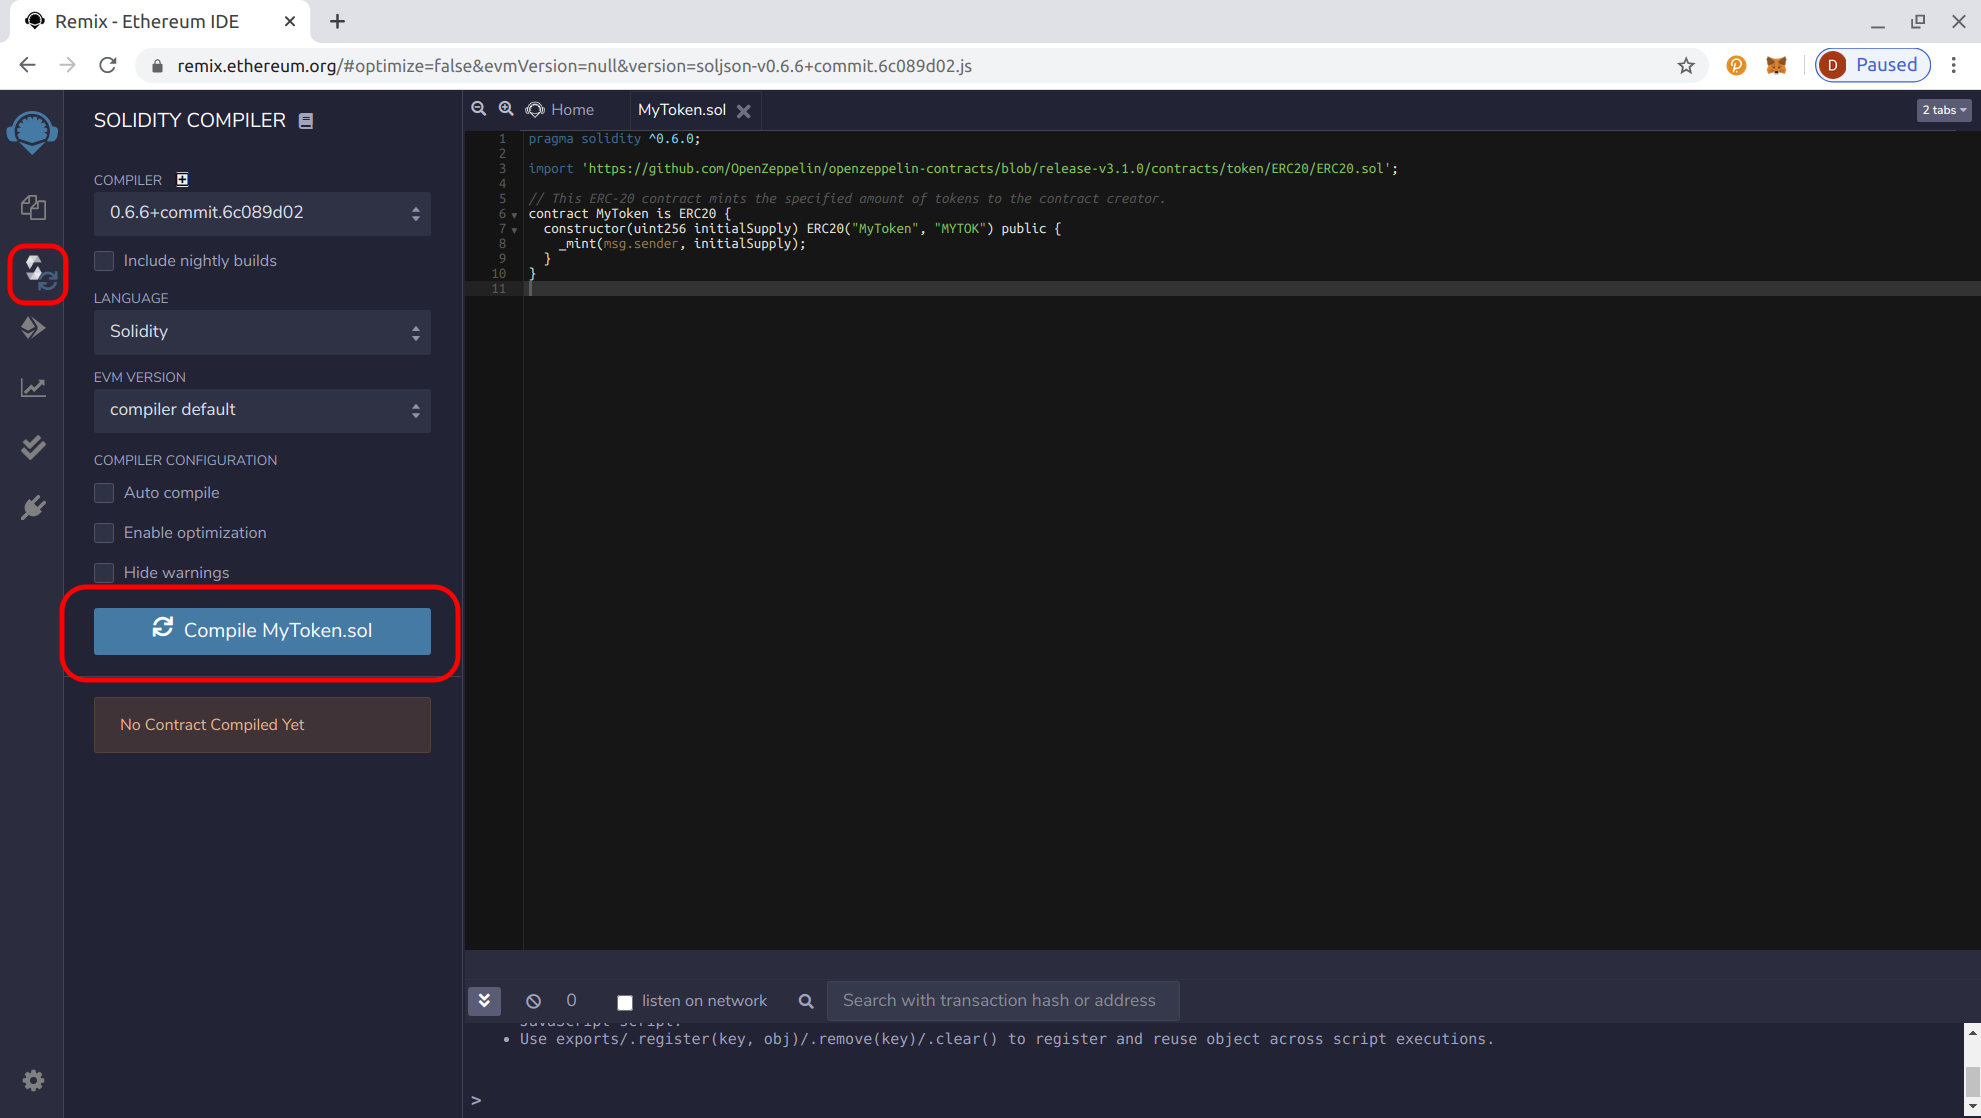 Remix - Ethereum IDE
remix.ethereum.org/#optimize=false&evmVersion=null&version=soljson-v0.6.6+commit.6c089d02.js
D Paused
SOLIDITY COMPILER
COMPILER
0.6.6+commit.6c089d02
Include nightly builds
LANGUAGE
Solidity
EVM VERSION
compiler default
COMPILER CONFIGURATION
Auto compile
Enable optimization
Hide warnings
Compile MyToken.sol
No Contract Compiled Yet
Home MyToken.sol 2 tabs
1 pragma solidity ^0.6.0;
2
3 import 'https://github.com/OpenZeppelin/openzeppelin-contracts/blob/release-v3.1.0/contracts/token/ERC20/ERC20.sol';
4
5 // This ERC-20 contract mints the specified amount of tokens to the contract creator.
6 contract MyToken is ERC20 {
7 constructor(uint256 initialSupply) ERC20("MyToken", "MYTOK") public {
8 _mint(msg.sender, initialSupply);
9 }
10 }
11
0 listen on network Search with transaction hash or address
JavaScript script.
• Use exports/.register(key, obj)/.remove(key)/.clear() to register and reuse object across script executions.
>